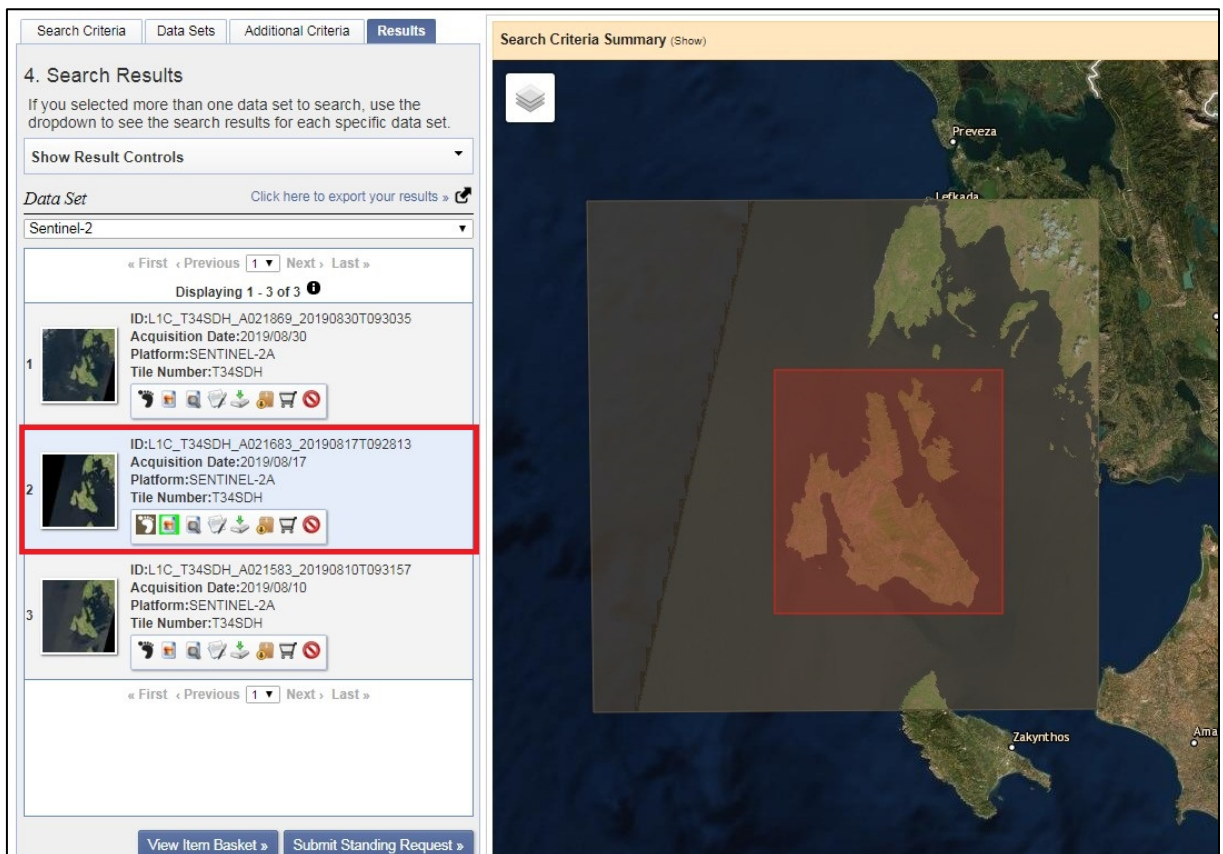 Search Criteria Data Sets Additional Criteria Results
4. Search Results
If you selected more than one data set to search, use the
dropdown to see the search results for each specific data set.
Show Result Controls
Data Set Click here to export your results »
Sentinel-2
« First ‹ Previous 1 Next › Last »
Displaying 1 - 3 of 3
1
ID:L1C_T34SDH_A021869_20190830T093035
Acquisition Date:2019/08/30
Platform:SENTINEL-2A
Tile Number:T34SDH
2
ID:L1C_T34SDH_A021683_20190817T092813
Acquisition Date:2019/08/17
Platform:SENTINEL-2A
Tile Number:T34SDH
3
ID:L1C_T34SDH_A021583_20190810T093157
Acquisition Date:2019/08/10
Platform:SENTINEL-2A
Tile Number:T34SDH
« First ‹ Previous 1 Next › Last »
View Item Basket » Submit Standing Request »
Search Criteria Summary (Show)
Preveza
Lefkada
Zakynthos
Ama